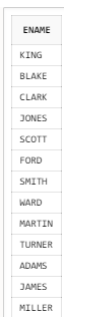 ENAME
KING
BLAKE
CLARK
JONES
SCOTT
FORD
SMITH
WARD
MARTIN
TURNER
ADAMS
JAMES
MILLER